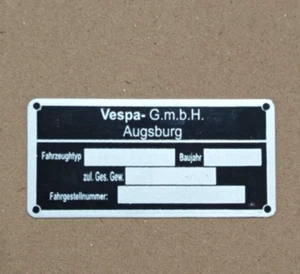 Vespa- G.m.b.H.
Augsburg
Fahrzeugtyp Baujahr
zul. Ges. Gew.
Fahrgestellnummer: